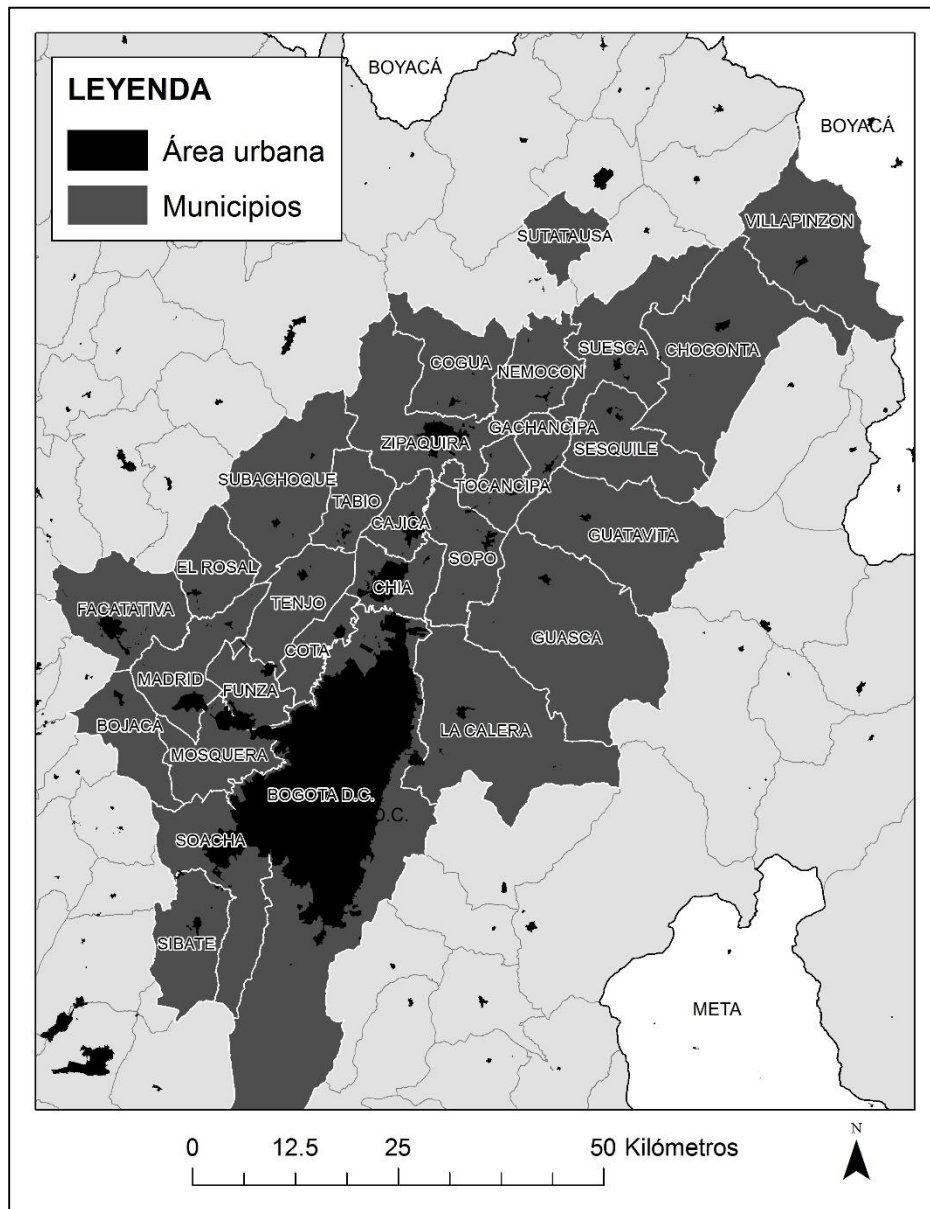 BOYACÁ
LEYENDA
Área urbana
Municipios
BOYACÁ
VILLAPINZON
SUTATAUSA
SUESCA
CHOCONTA
COGUA
NEMOCON
GACHANCIPA
ZIPAQUIRA
SESQUILE
SUBACHOQUE
TABIO
TOCANCIPA
CAJICA
GUATAVITA
EL ROSAL
SOPO
CHIA
TENJO
FACATATIVA
GUASCA
COTA
MADRID
FUNZA
BOJACA
LA CALERA
MOSQUERA
BOGOTA D.C.
D.C.
SOACHA
SIBATE
META
0 12.5 25 50 Kilómetros
N